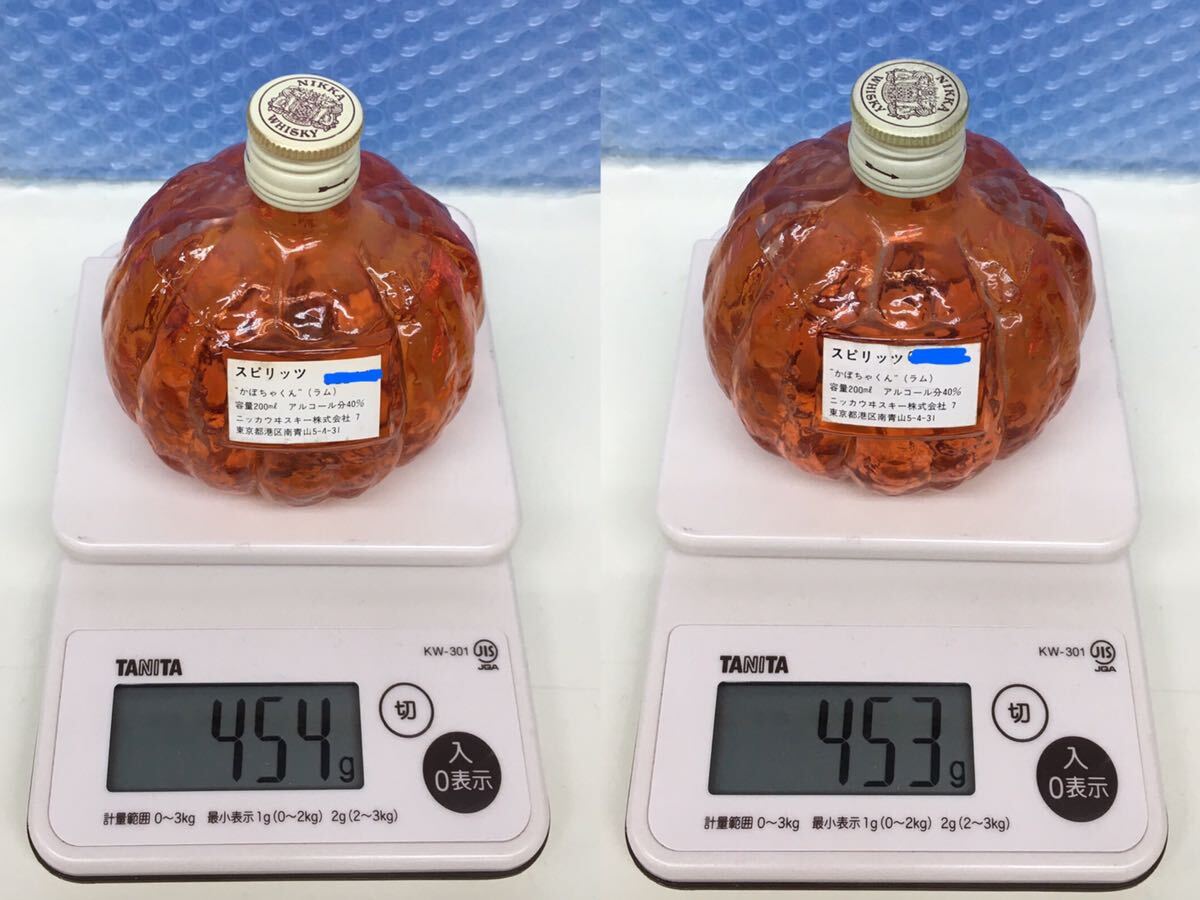 NIKKA
WHISKY
スピリッツ
"かぼちゃくん"(ラム)
容量200ml アルコール分40%
ニッカウヰスキー株式会社 7
東京都港区南青山5-4-31
TANITA
KW-301 JIS
JQA
454g
切
入
0表示
計量範囲 0〜3kg 最小表示1g(0〜2kg) 2g(2〜3kg)
NIKKA
WHISKY
スピリッツ
"かぼちゃくん"(ラム)
容量200ml アルコール分40%
ニッカウヰスキー株式会社 7
東京都港区南青山5-4-31
TANITA
KW-301 JIS
JQA
453g
切
入
0表示
計量範囲 0〜3kg 最小表示1g(0〜2kg) 2g(2〜3kg)